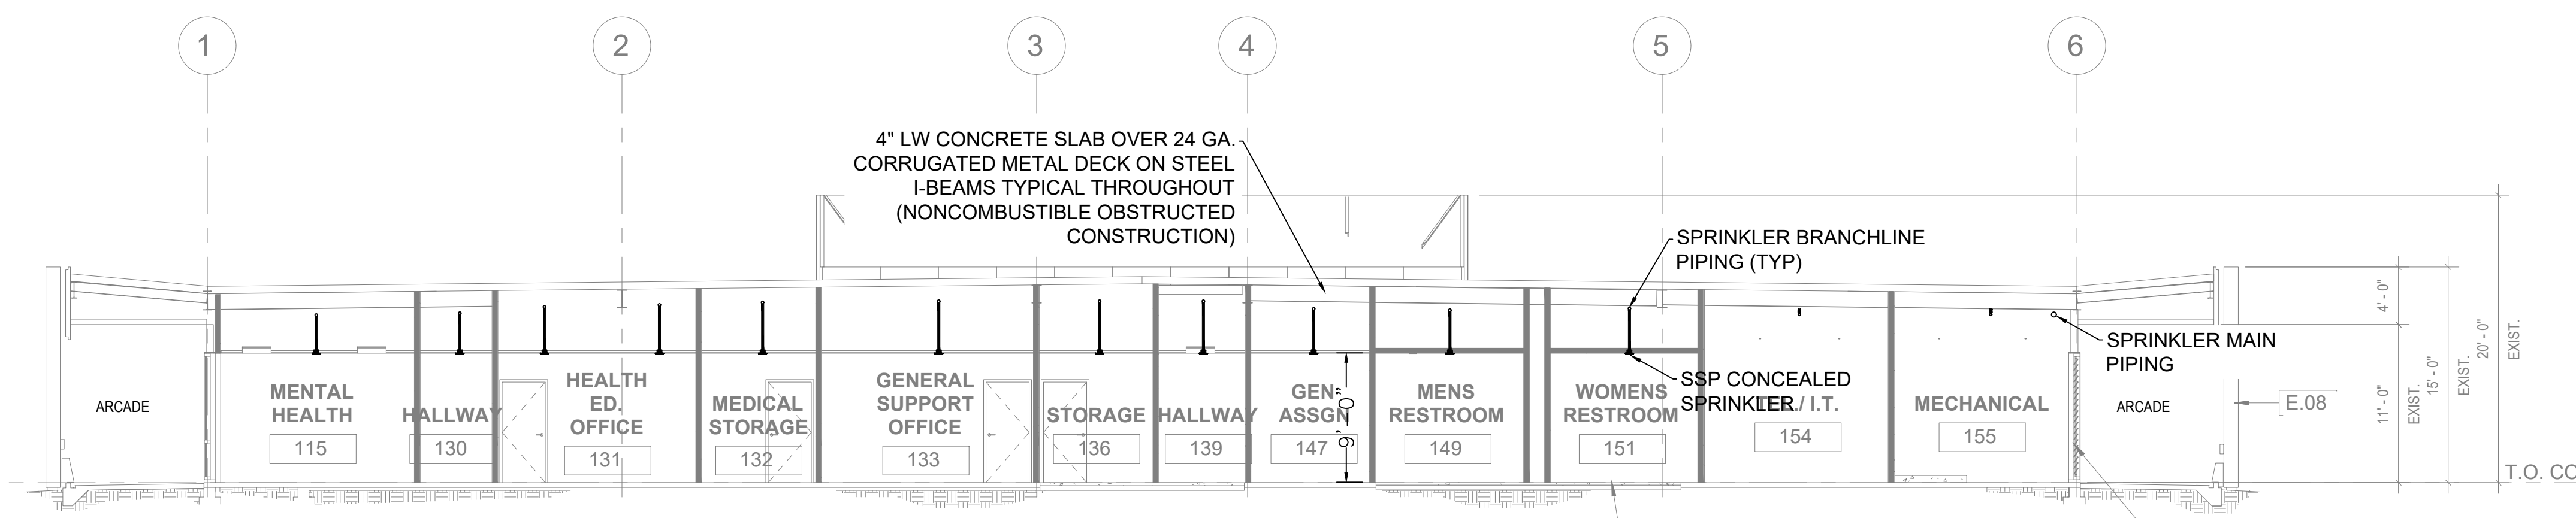 1
2
3
4
5
6
4" LW CONCRETE SLAB OVER 24 GA.
CORRUGATED METAL DECK ON STEEL
I-BEAMS TYPICAL THROUGHOUT
(NONCOMBUSTIBLE OBSTRUCTED
CONSTRUCTION)
SPRINKLER BRANCHLINE
PIPING (TYP)
SPRINKLER MAIN
PIPING
SSP CONCEALED
SPRINKLER
ARCADE
MENTAL
HEALTH
115
HALLWAY
130
HEALTH
ED.
OFFICE
131
MEDICAL
STORAGE
132
GENERAL
SUPPORT
OFFICE
133
STORAGE
136
HALLWAY
139
GEN
ASSGN
147
9' - 0"
MENS
RESTROOM
149
WOMENS
RESTROOM
151
/ I.T.
154
MECHANICAL
155
ARCADE
E.08
4' - 0"
11' - 0"
EXIST.
15' - 0"
EXIST.
20' - 0"
EXIST.
T.O. CO